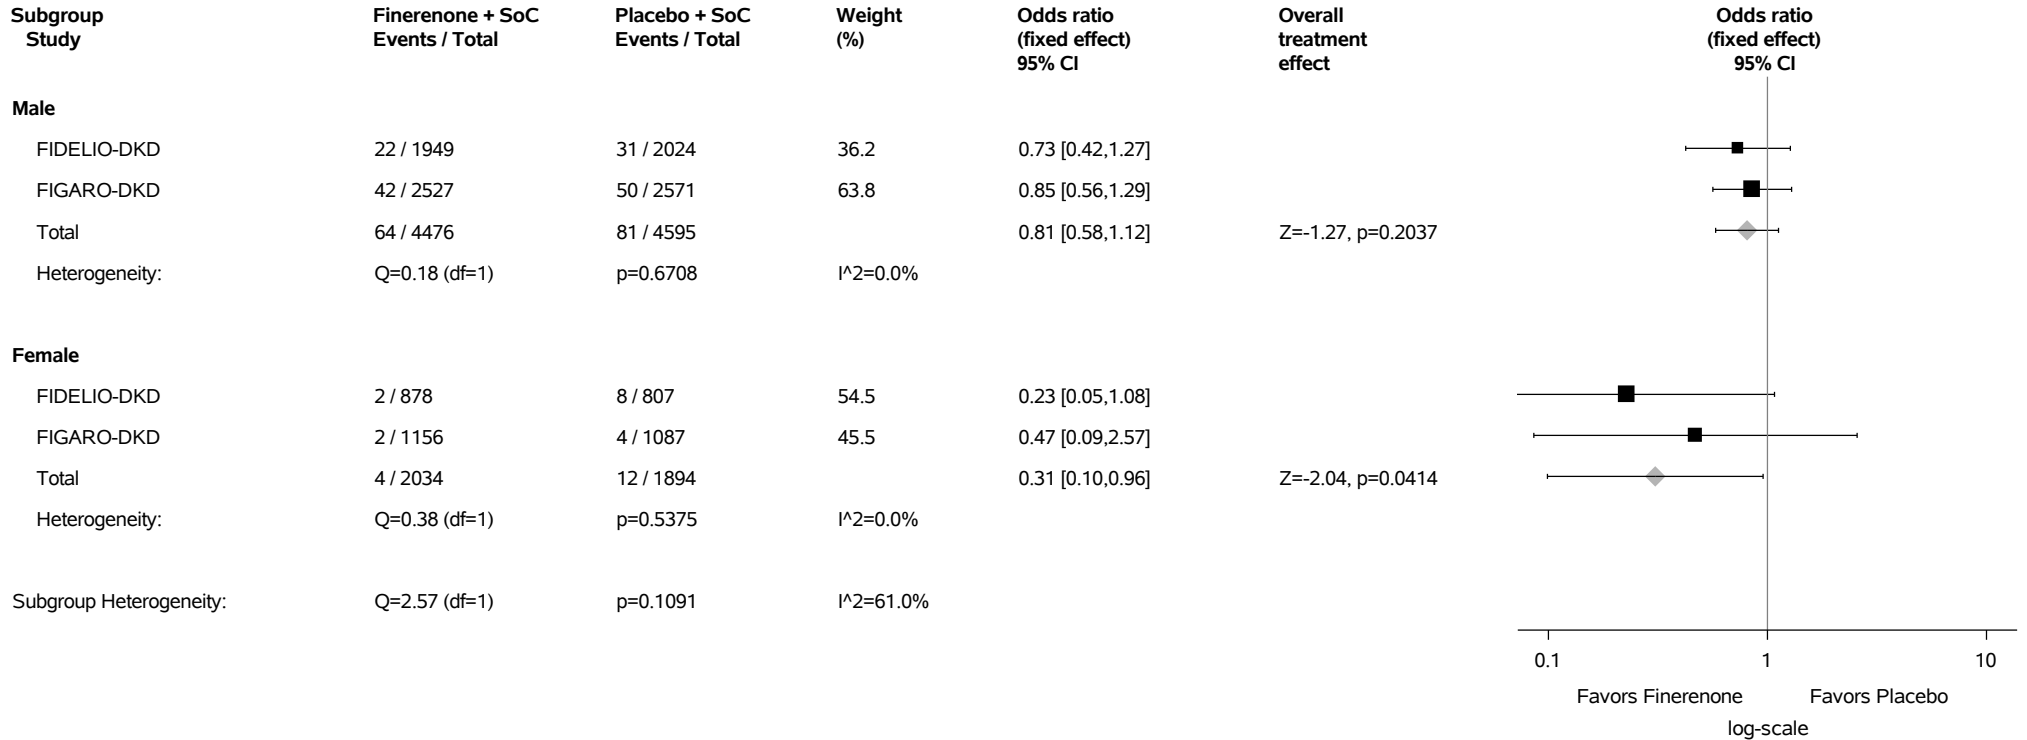 Subgroup Finerenone + SoC Placebo + SoC Weight Odds ratio Overall Odds ratio
Study Events / Total Events / Total (%) (fixed effect) treatment (fixed effect)
95% CI effect 95% CI
Male
FIDELIO-DKD 22 / 1949 31 / 2024 36.2 0.73 [0.42,1.27]
FIGARO-DKD 42 / 2527 50 / 2571 63.8 0.85 [0.56,1.29]
Total 64 / 4476 81 / 4595 0.81 [0.58,1.12] Z=-1.27, p=0.2037
Heterogeneity: Q=0.18 (df=1) p=0.6708 I^2=0.0%
Female
FIDELIO-DKD 2 / 878 8 / 807 54.5 0.23 [0.05,1.08]
FIGARO-DKD 2 / 1156 4 / 1087 45.5 0.47 [0.09,2.57]
Total 4 / 2034 12 / 1894 0.31 [0.10,0.96] Z=-2.04, p=0.0414
Heterogeneity: Q=0.38 (df=1) p=0.5375 I^2=0.0%
Subgroup Heterogeneity: Q=2.57 (df=1) p=0.1091 I^2=61.0%
0.1 1 10
Favors Finerenone Favors Placebo
log-scale